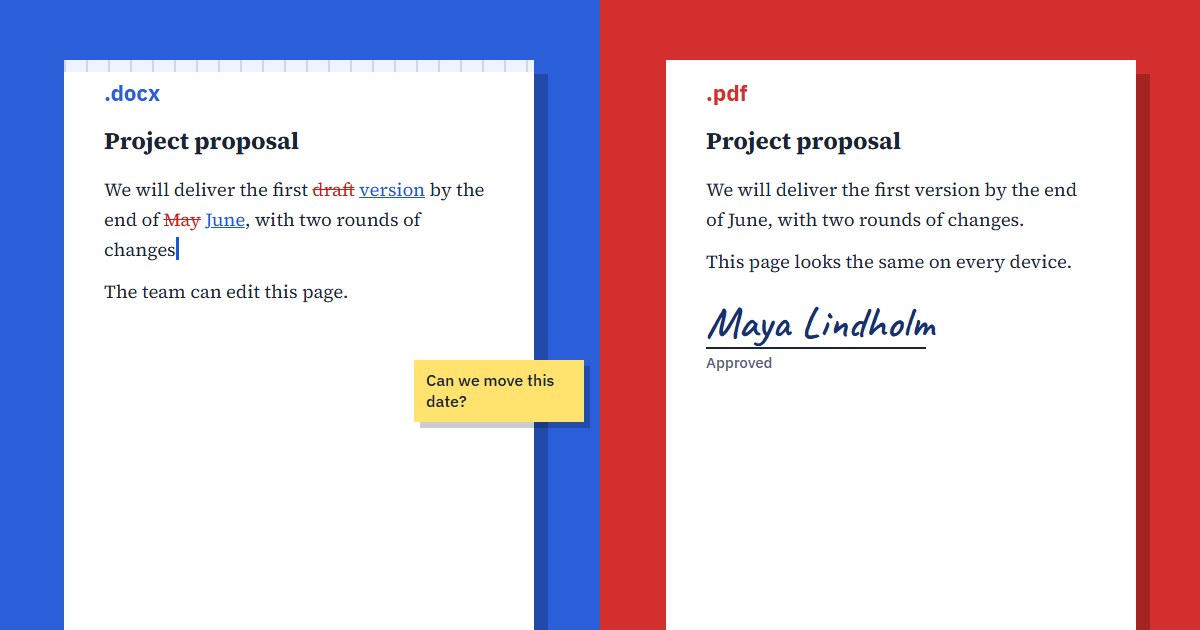 .docx
Project proposal
We will deliver the first draft version by the
end of May June, with two rounds of
changes
The team can edit this page.
Can we move this
date?
.pdf
Project proposal
We will deliver the first version by the end
of June, with two rounds of changes.
This page looks the same on every device.
Maya Lindholm
Approved